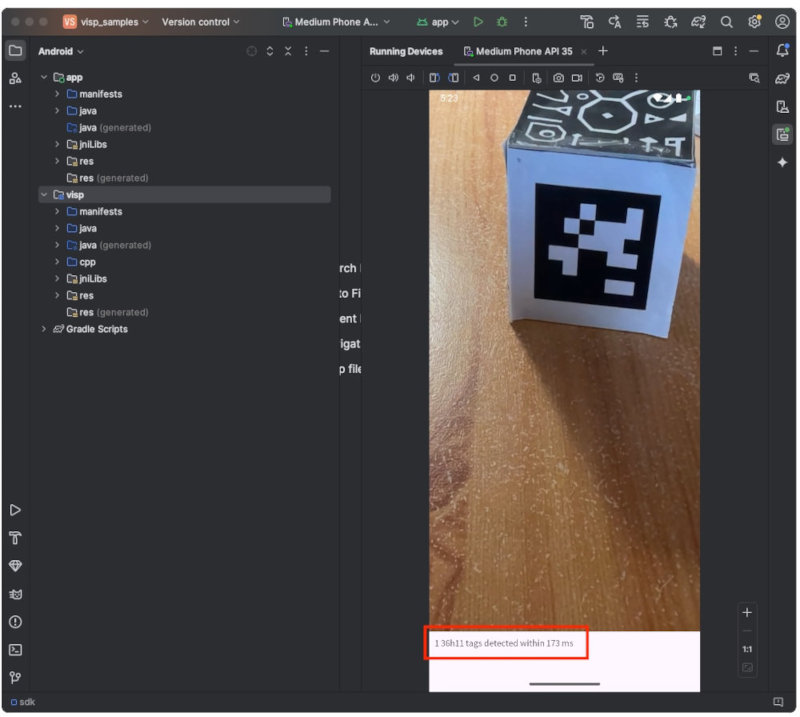 VS visp_samples Version control Medium Phone A... app
Android Running Devices Medium Phone API 35
app
manifests
java
java (generated)
jniLibs
res
res (generated)
visp
manifests
java
java (generated)
cpp
jniLibs
res
res (generated)
Gradle Scripts
rch
to Fi
ent
igat
p file
5:23
1 36h11 tags detected within 173 ms
1:1
sdk